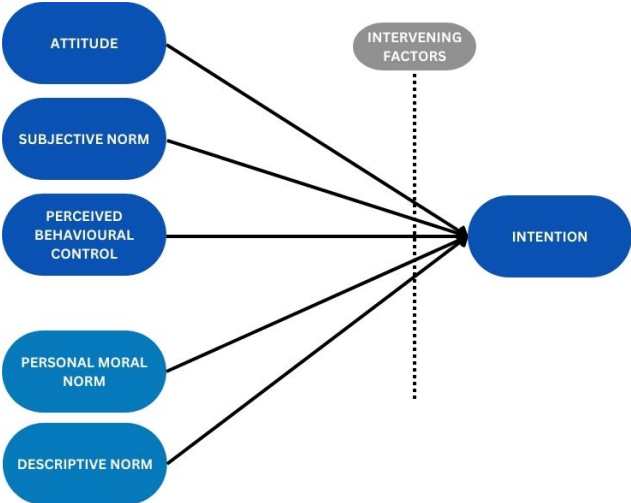 ATTITUDE
INTERVENING
FACTORS
SUBJECTIVE NORM
PERCEIVED
BEHAVIOURAL
CONTROL
INTENTION
PERSONAL MORAL
NORM
DESCRIPTIVE NORM